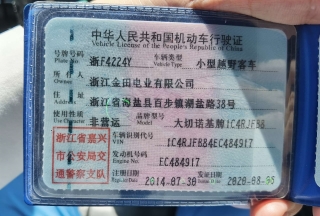 中华人民共和国机动车行驶证
Vehicle License of the People's Republic of China
号牌号码 浙F4224Y 车辆类型 小型越野客车
Plate No. Vehicle Type
所有人 浙江金田电业有限公司
Owner
住址 浙江省海盐县百步镇湖盐路38号
Address
使用性质 非营运 品牌型号 大切诺基牌1C4RJFB8
Use Character
浙江省嘉兴 车辆识别代号 1C4RJFB84EC484917
市公安局交 VIN
通警察支队 发动机号码 EC484917
Engine No.
注册日期 2014-07-30 发证日期
Register Date Issue Date